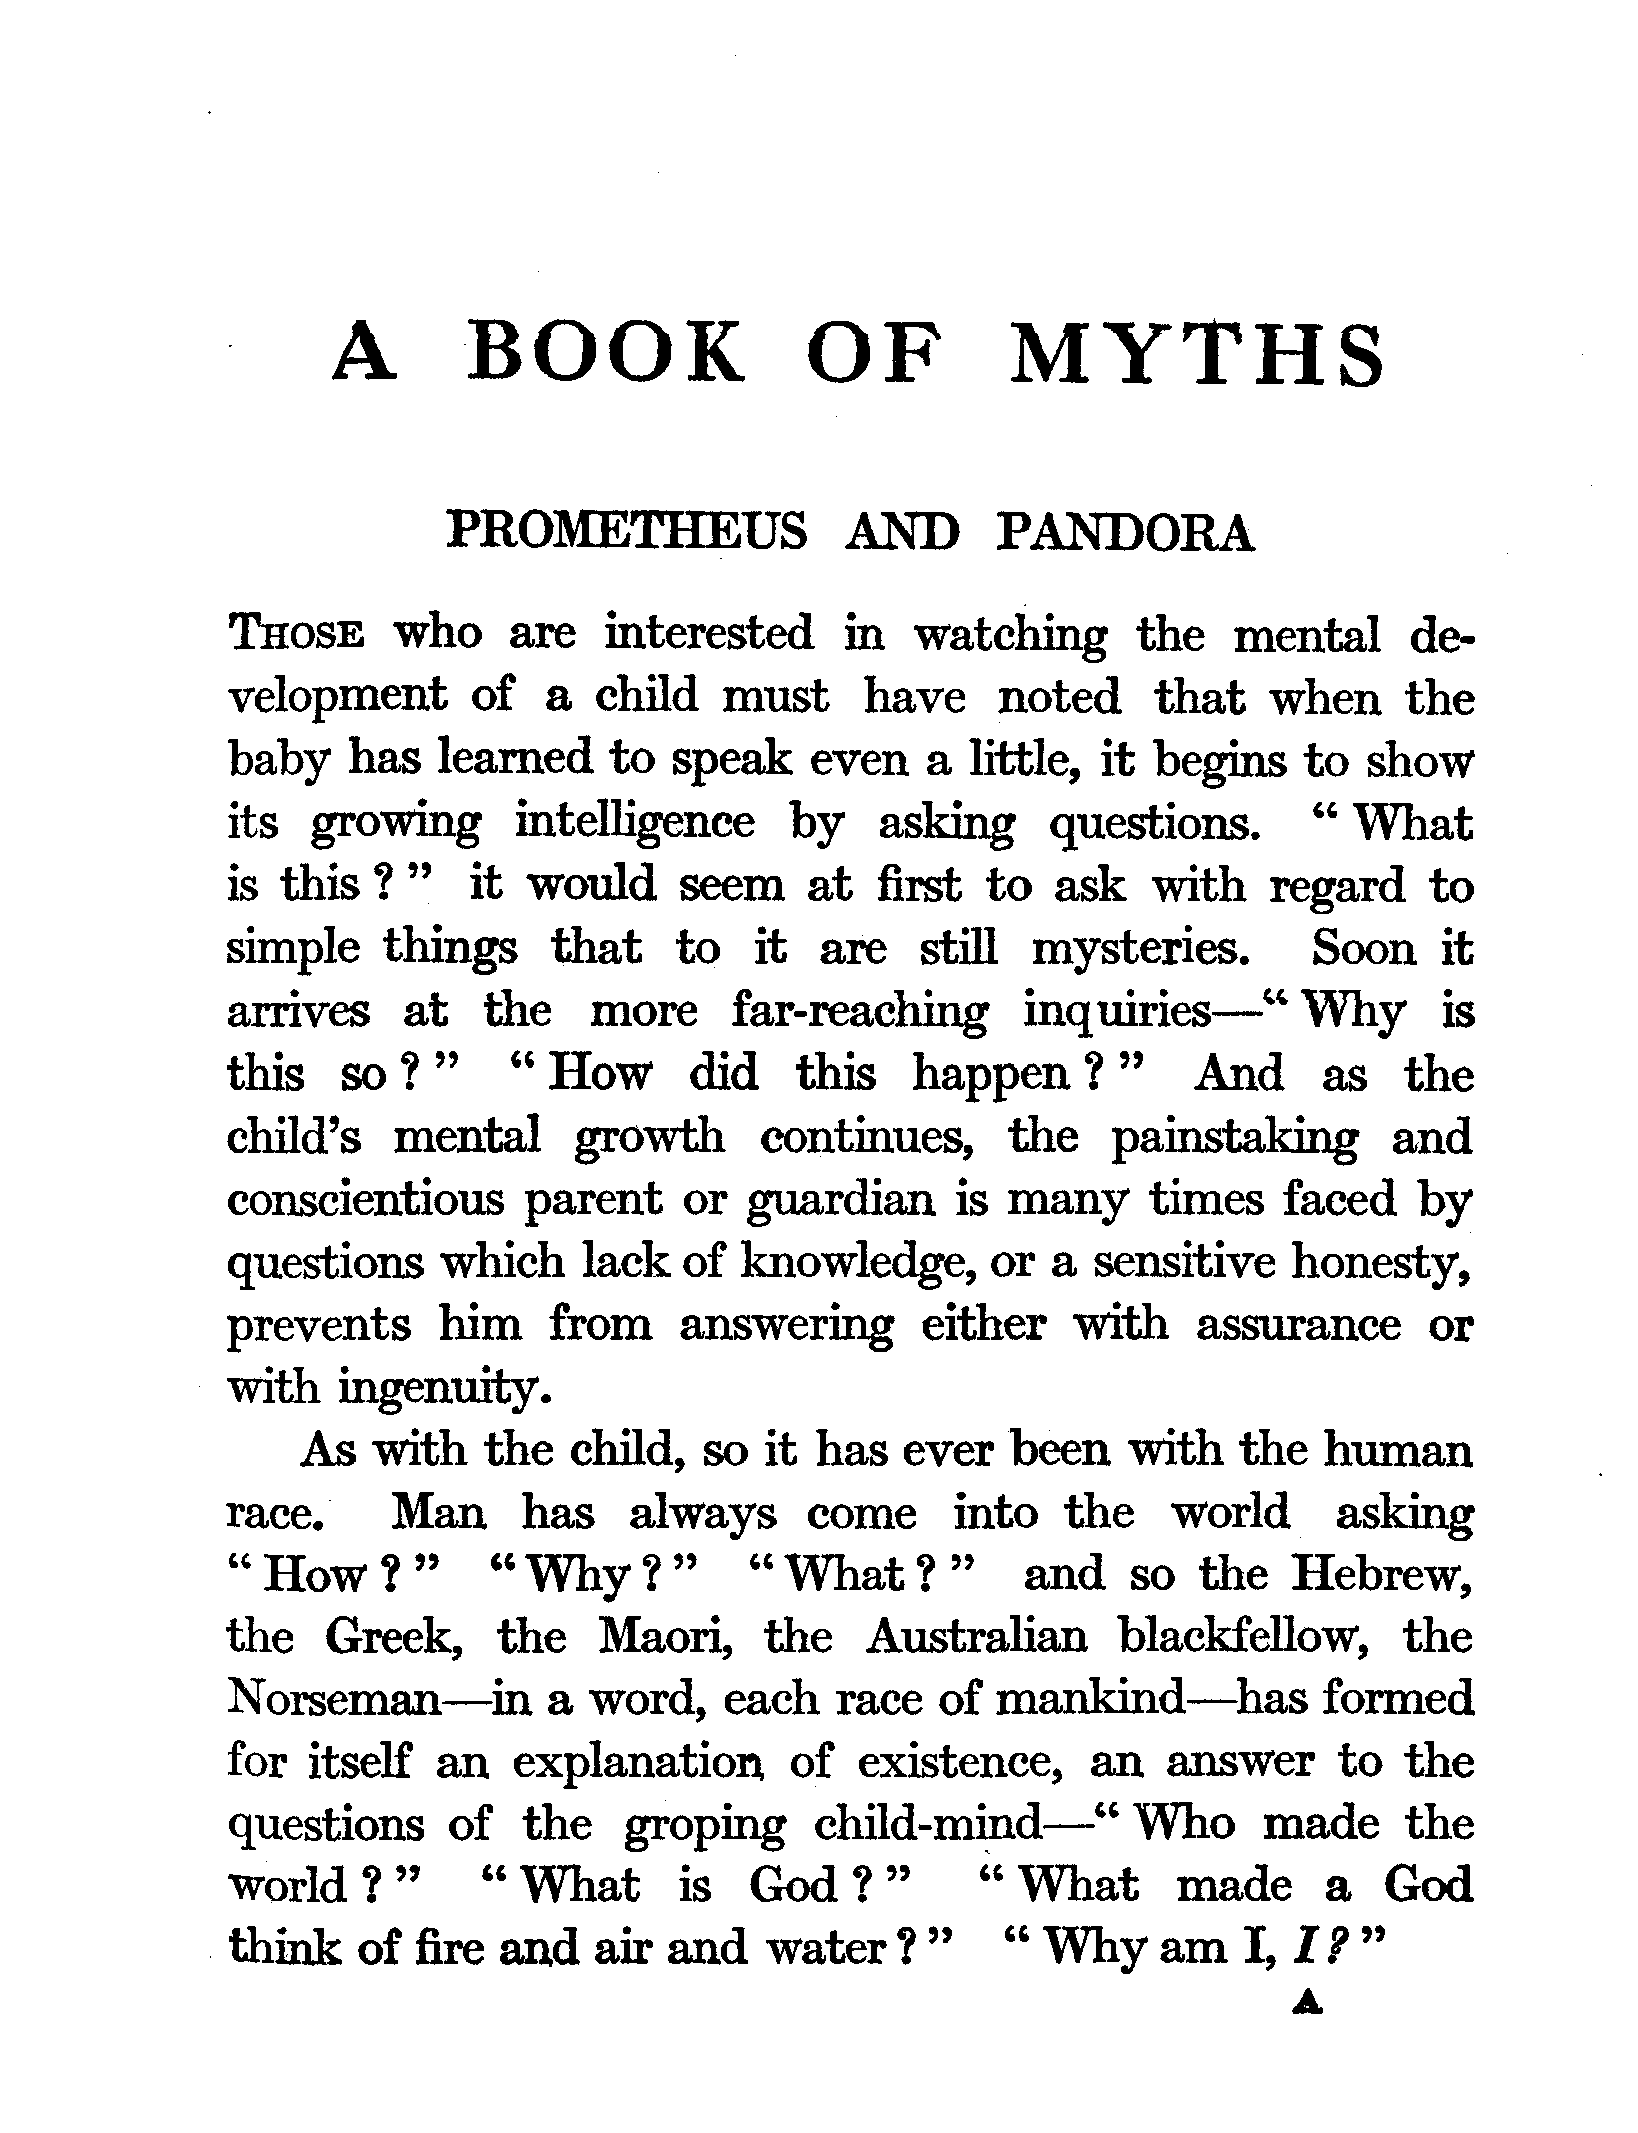 A BOOK OF MYTHS
PROMETHEUS AND PANDORA
THOSE who are interested in watching the mental de-
velopment of a child must have noted that when the
baby has learned to speak even a little, it begins to show
its growing intelligence by asking questions. “ What
is this ? ” it would seem at first to ask with regard to
simple things that to it are still mysteries. Soon it
arrives at the more far-reaching inquiries—“ Why is
this so ? ” “ How did this happen ? ” And as the
child’s mental growth continues, the painstaking and
conscientious parent or guardian is many times faced by
questions which lack of knowledge, or a sensitive honesty,
prevents him from answering either with assurance or
with ingenuity.
As with the child, so it has ever been with the human
race. Man has always come into the world asking
“ How ? ” “ Why ? ” “ What ? ” and so the Hebrew,
the Greek, the Maori, the Australian blackfellow, the
Norseman—in a word, each race of mankind—has formed
for itself an explanation of existence, an answer to the
questions of the groping child-mind—“ Who made the
world ? ” “ What is God ? ” “ What made a God
think of fire and air and water ? ” “ Why am I, I ? ”
A